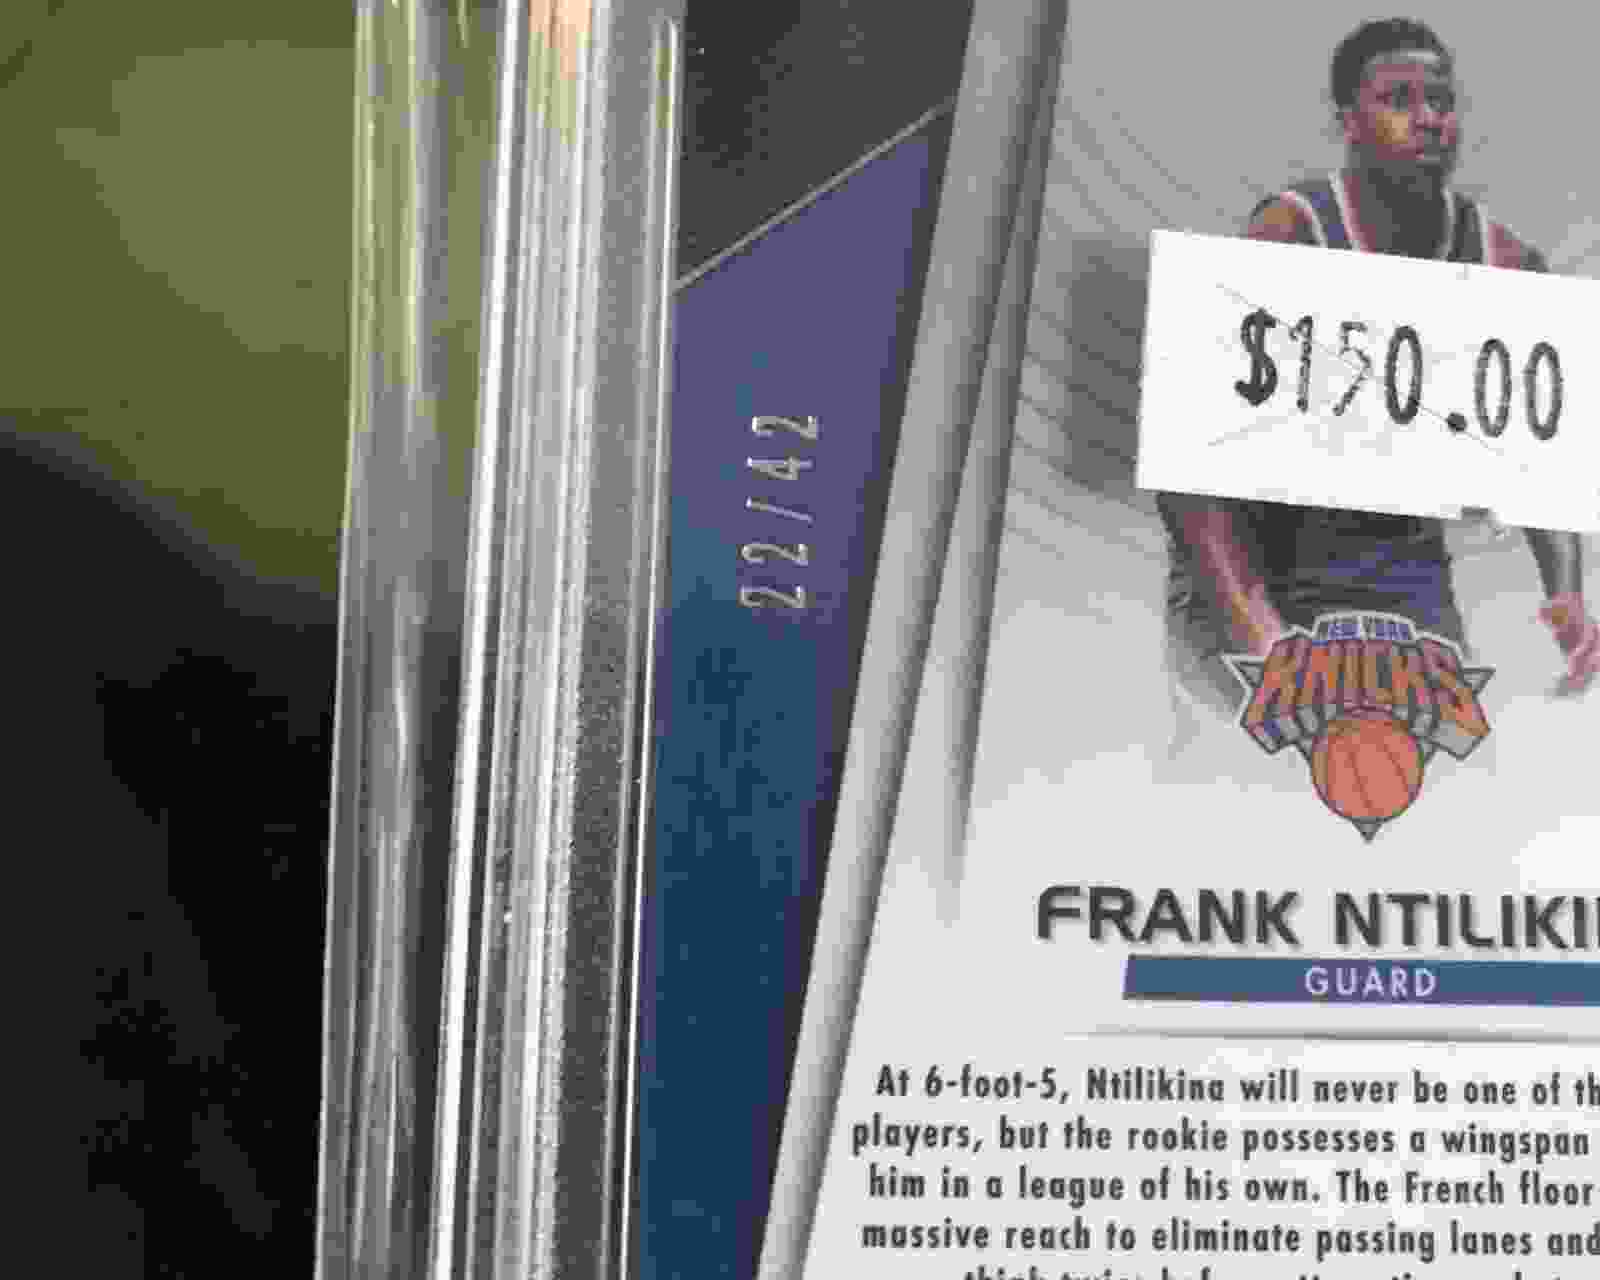 22/42
$150.00
NEW YORK
KNICKS
FRANK NTILIKI
GUARD
At 6-foot-5, Ntilikina will never be one of th
players, but the rookie possesses a wingspan
him in a league of his own. The French floor
massive reach to eliminate passing lanes and
think twice